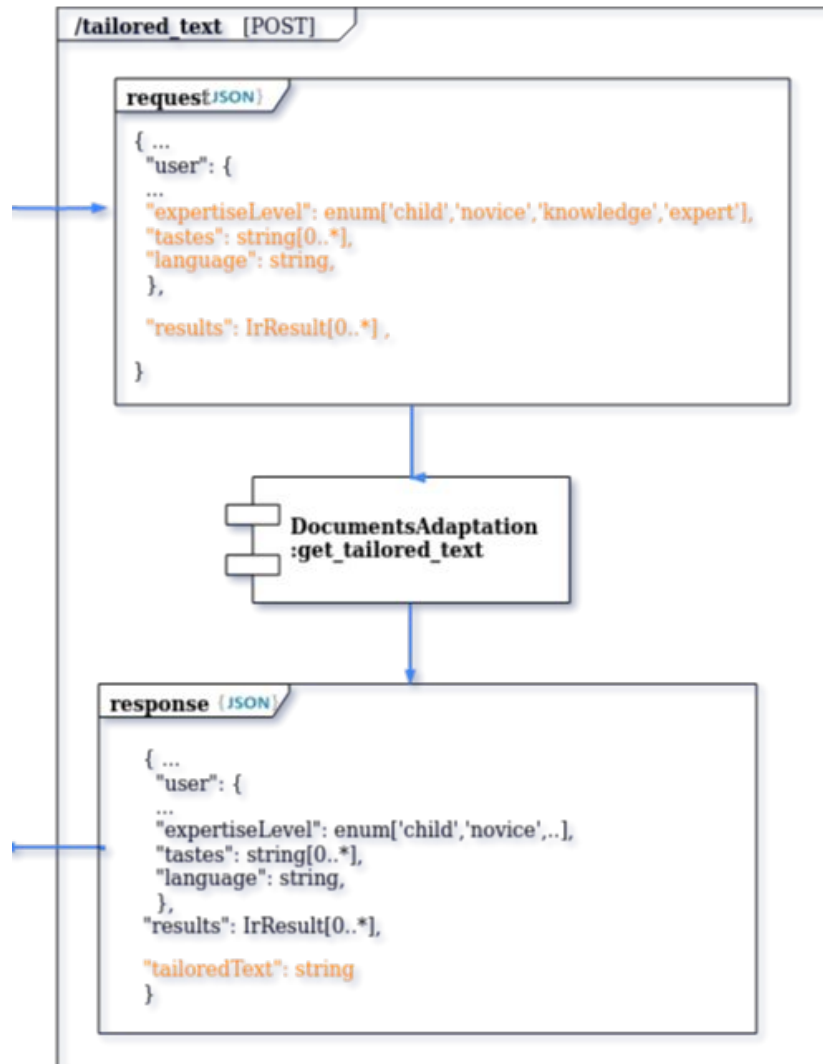 /tailored_text [POST]
request {JSON}
{ ...
"user": {
...
"expertiseLevel": enum['child','novice','knowledge','expert'],
"tastes": string[0..*],
"language": string,
},
"results": IrResult[0..*] ,
}
DocumentsAdaptation
:get_tailored_text
response {JSON}
{ ...
"user": {
...
"expertiseLevel": enum['child','novice',..],
"tastes": string[0..*],
"language": string,
},
"results": IrResult[0..*],
"tailoredText": string
}